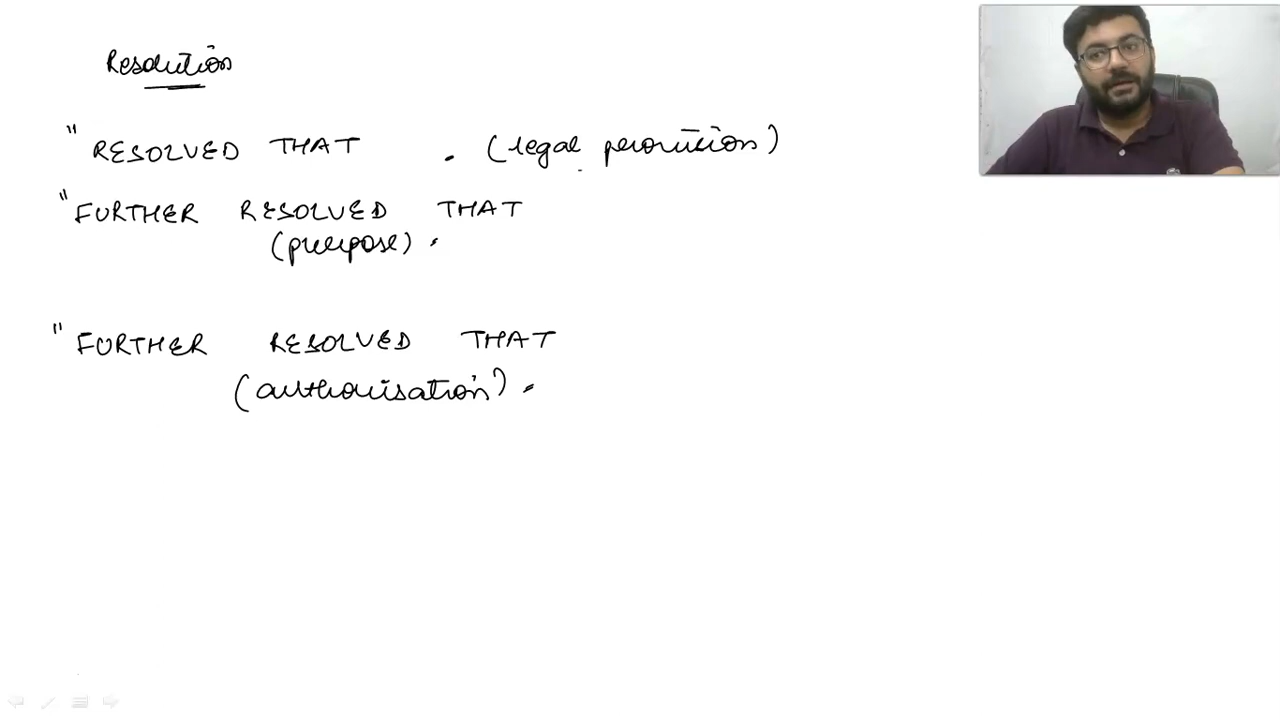 Resolution
" RESOLVED THAT . (legal provision)
" FURTHER RESOLVED THAT
(purpose) .
" FURTHER RESOLVED THAT
(authorisation) .